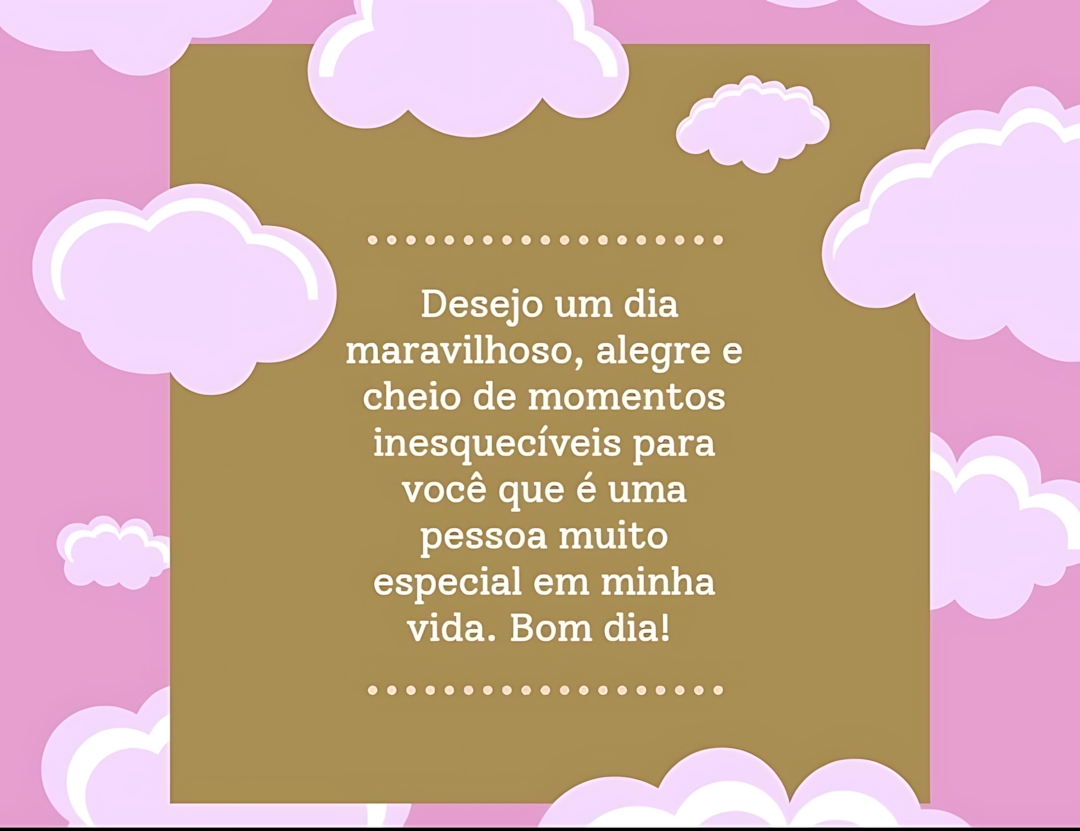 Desejo um dia
maravilhoso, alegre e
cheio de momentos
inesquecíveis para
você que é uma
pessoa muito
especial em minha
vida. Bom dia!